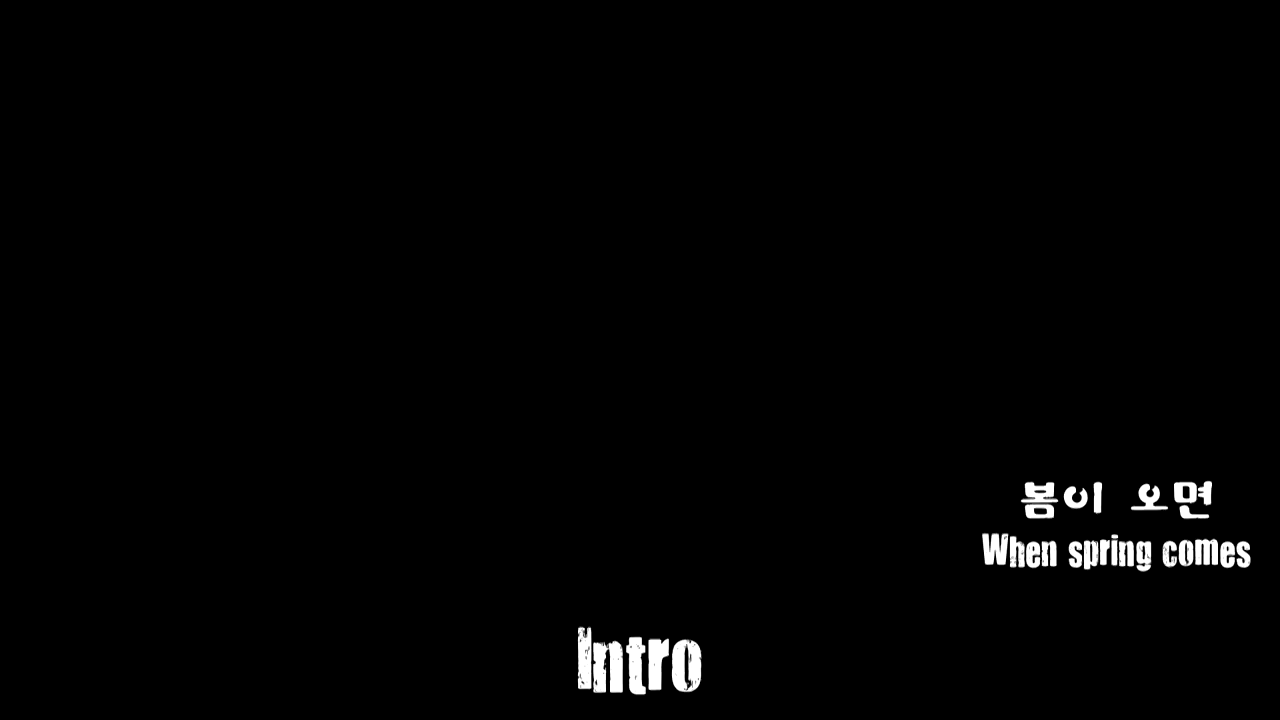 봄이 오면
When spring comes
Intro